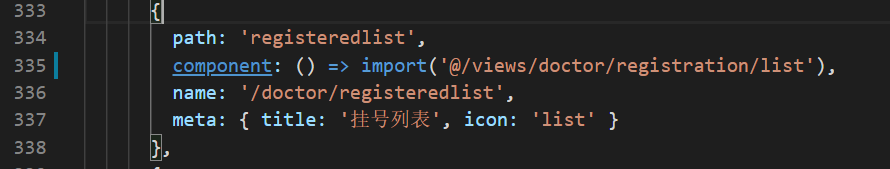 333 {
334 path: 'registeredlist',
335 component: () => import('@/views/doctor/registration/list'),
336 name: '/doctor/registeredlist',
337 meta: { title: '挂号列表', icon: 'list' }
338 },